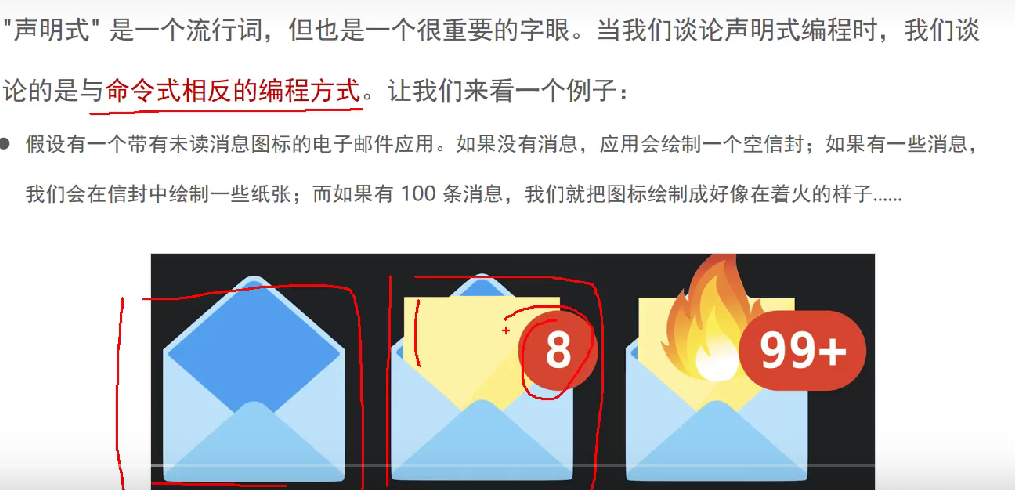 "声明式" 是一个流行词，但也是一个很重要的字眼。当我们谈论声明式编程时，我们谈
论的是与命令式相反的编程方式。让我们来看一个例子：
● 假设有一个带有未读消息图标的电子邮件应用。如果没有消息，应用会绘制一个空信封；如果有一些消息，
我们会在信封中绘制一些纸张；而如果有 100 条消息，我们就把图标绘制成好像在着火的样子......
8
99+